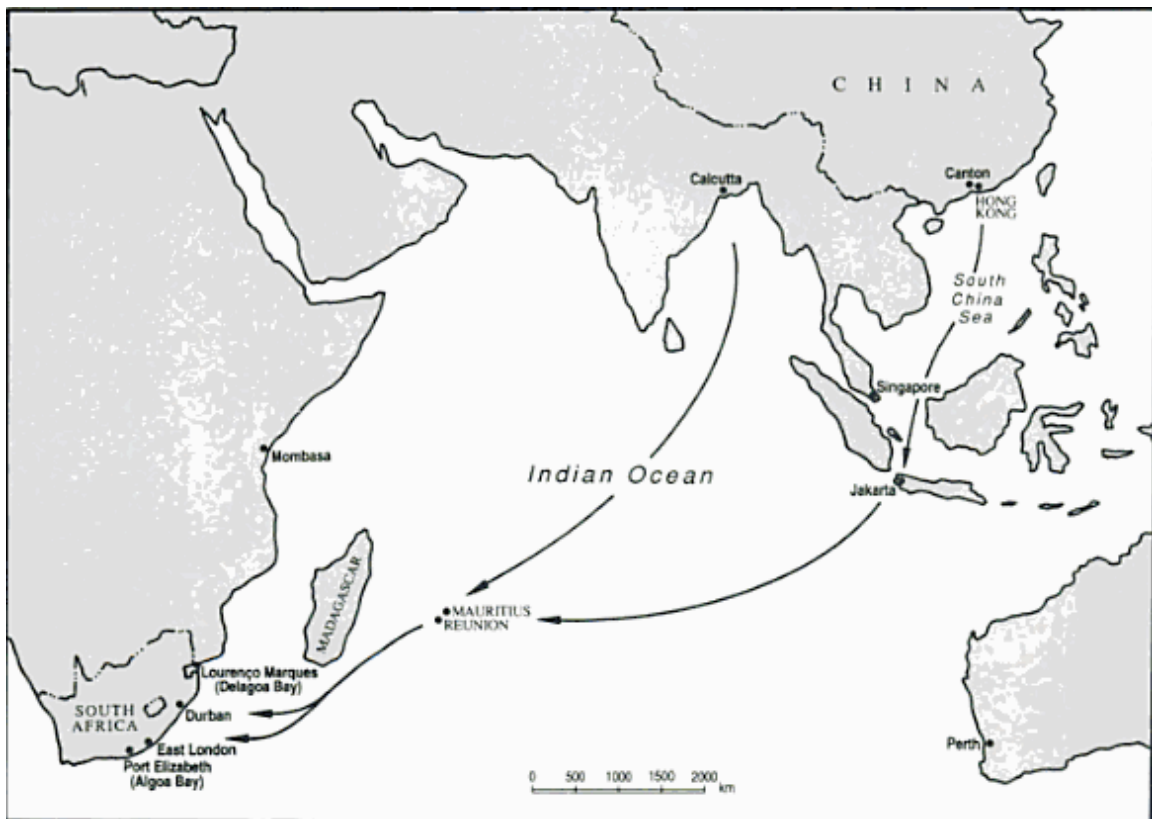 CHINA
Calcutta
Canton
HONG
KONG
South
China
Sea
Singapore
Mombasa
Indian Ocean
Jakarta
MADAGASCAR
MAURITIUS
REUNION
Lourenço Marques
(Delagoa Bay)
SOUTH
AFRICA
Durban
East London
Port Elizabeth
(Algoa Bay)
Perth
0 500 1000 1500 2000
km